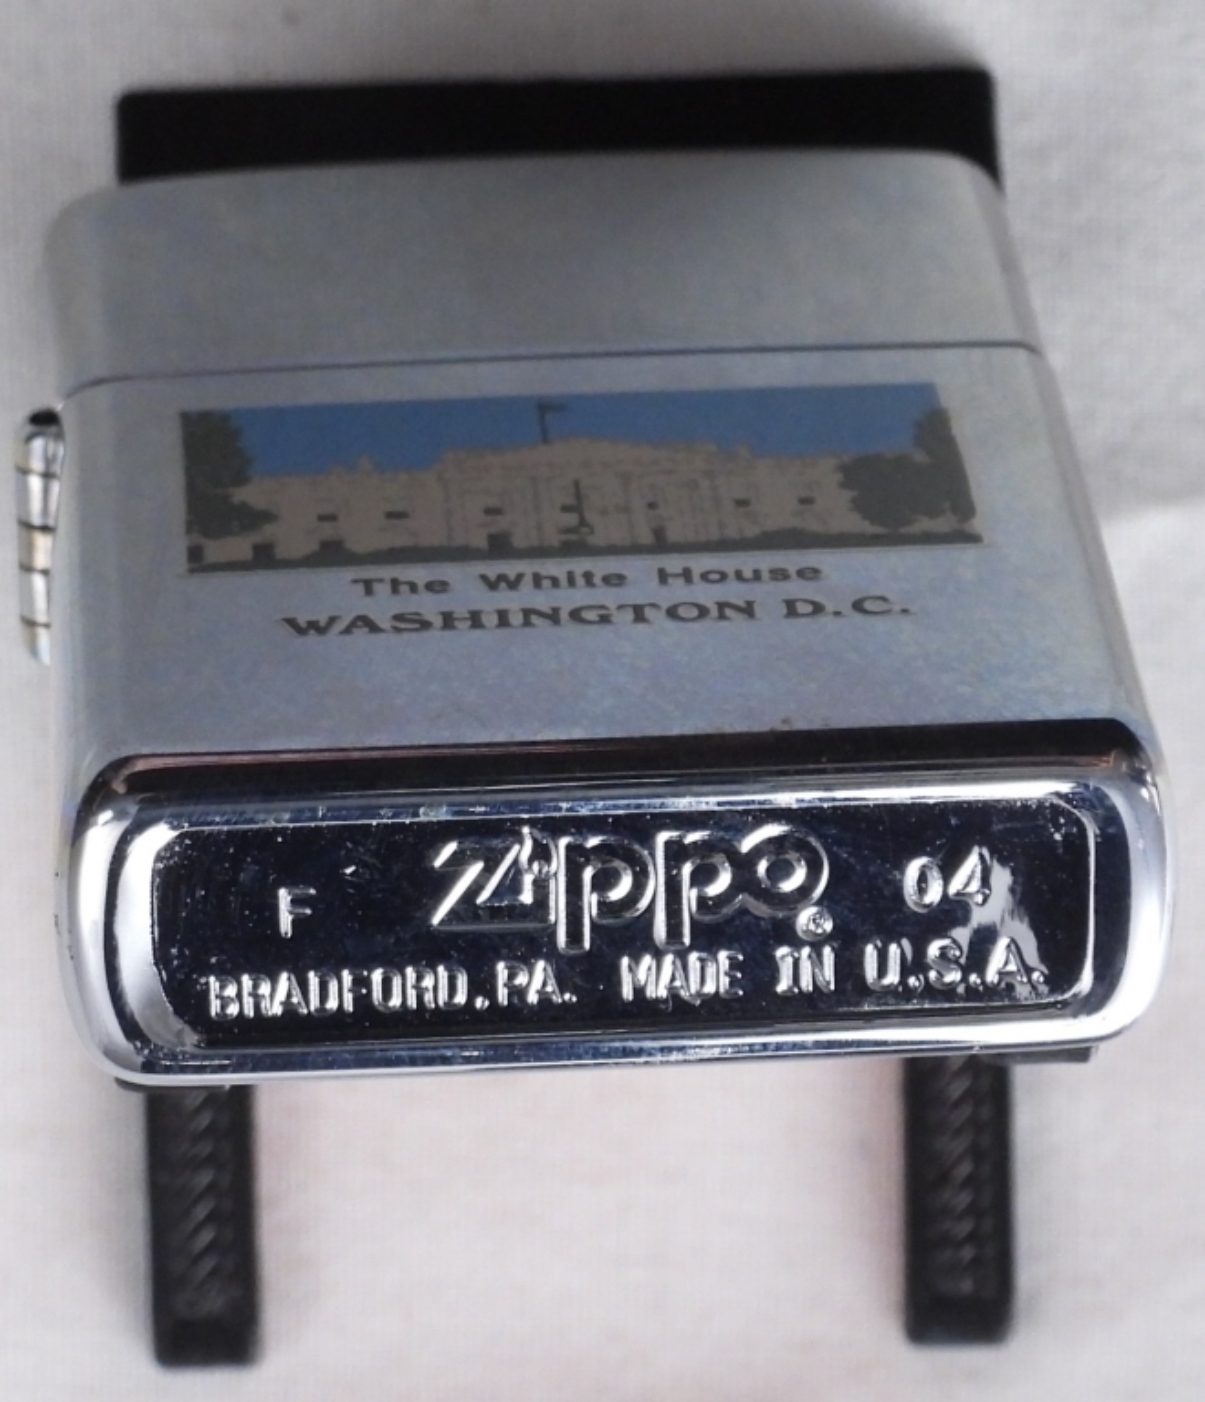 The White House
WASHINGTON D.C.
F Zippo® 04
BRADFORD, PA. MADE IN U.S.A.